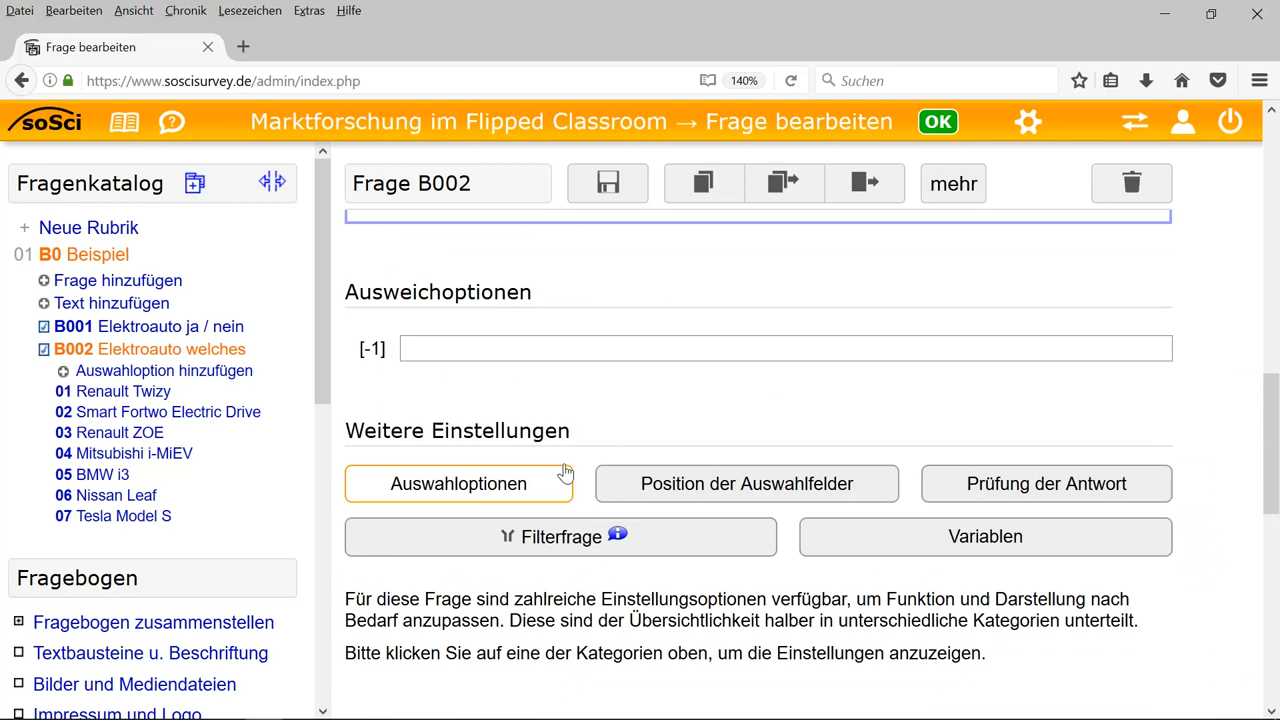 Datei Bearbeiten Ansicht Chronik Lesezeichen Extras Hilfe
Frage bearbeiten
https://www.soscisurvey.de/admin/index.php 140% Suchen
soSci Marktforschung im Flipped Classroom → Frage bearbeiten OK
Fragenkatalog
+ Neue Rubrik
01 B0 Beispiel
Frage hinzufügen
Text hinzufügen
B001 Elektroauto ja / nein
B002 Elektroauto welches
Auswahloption hinzufügen
01 Renault Twizy
02 Smart Fortwo Electric Drive
03 Renault ZOE
04 Mitsubishi i-MiEV
05 BMW i3
06 Nissan Leaf
07 Tesla Model S
Fragebogen
Fragebogen zusammenstellen
Textbausteine u. Beschriftung
Bilder und Mediendateien
Impressum und Logo
Frage B002 mehr
Ausweichoptionen
[-1]
Weitere Einstellungen
Auswahloptionen Position der Auswahlfelder Prüfung der Antwort
Filterfrage Variablen
Für diese Frage sind zahlreiche Einstellungsoptionen verfügbar, um Funktion und Darstellung nach
Bedarf anzupassen. Diese sind der Übersichtlichkeit halber in unterschiedliche Kategorien unterteilt.
Bitte klicken Sie auf eine der Kategorien oben, um die Einstellungen anzuzeigen.